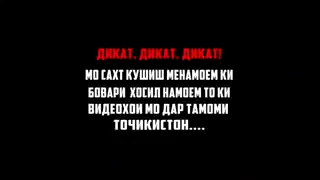 ДИКАТ. ДИКАТ. ДИКАТ!
МО САХТ КУШИШ МЕНАМОЕМ КИ
БОВАРИ ХОСИЛ НАМОЕМ ТО КИ
ВИДЕОХОИ МО ДАР ТАМОМИ
ТОЧИКИСТОН....